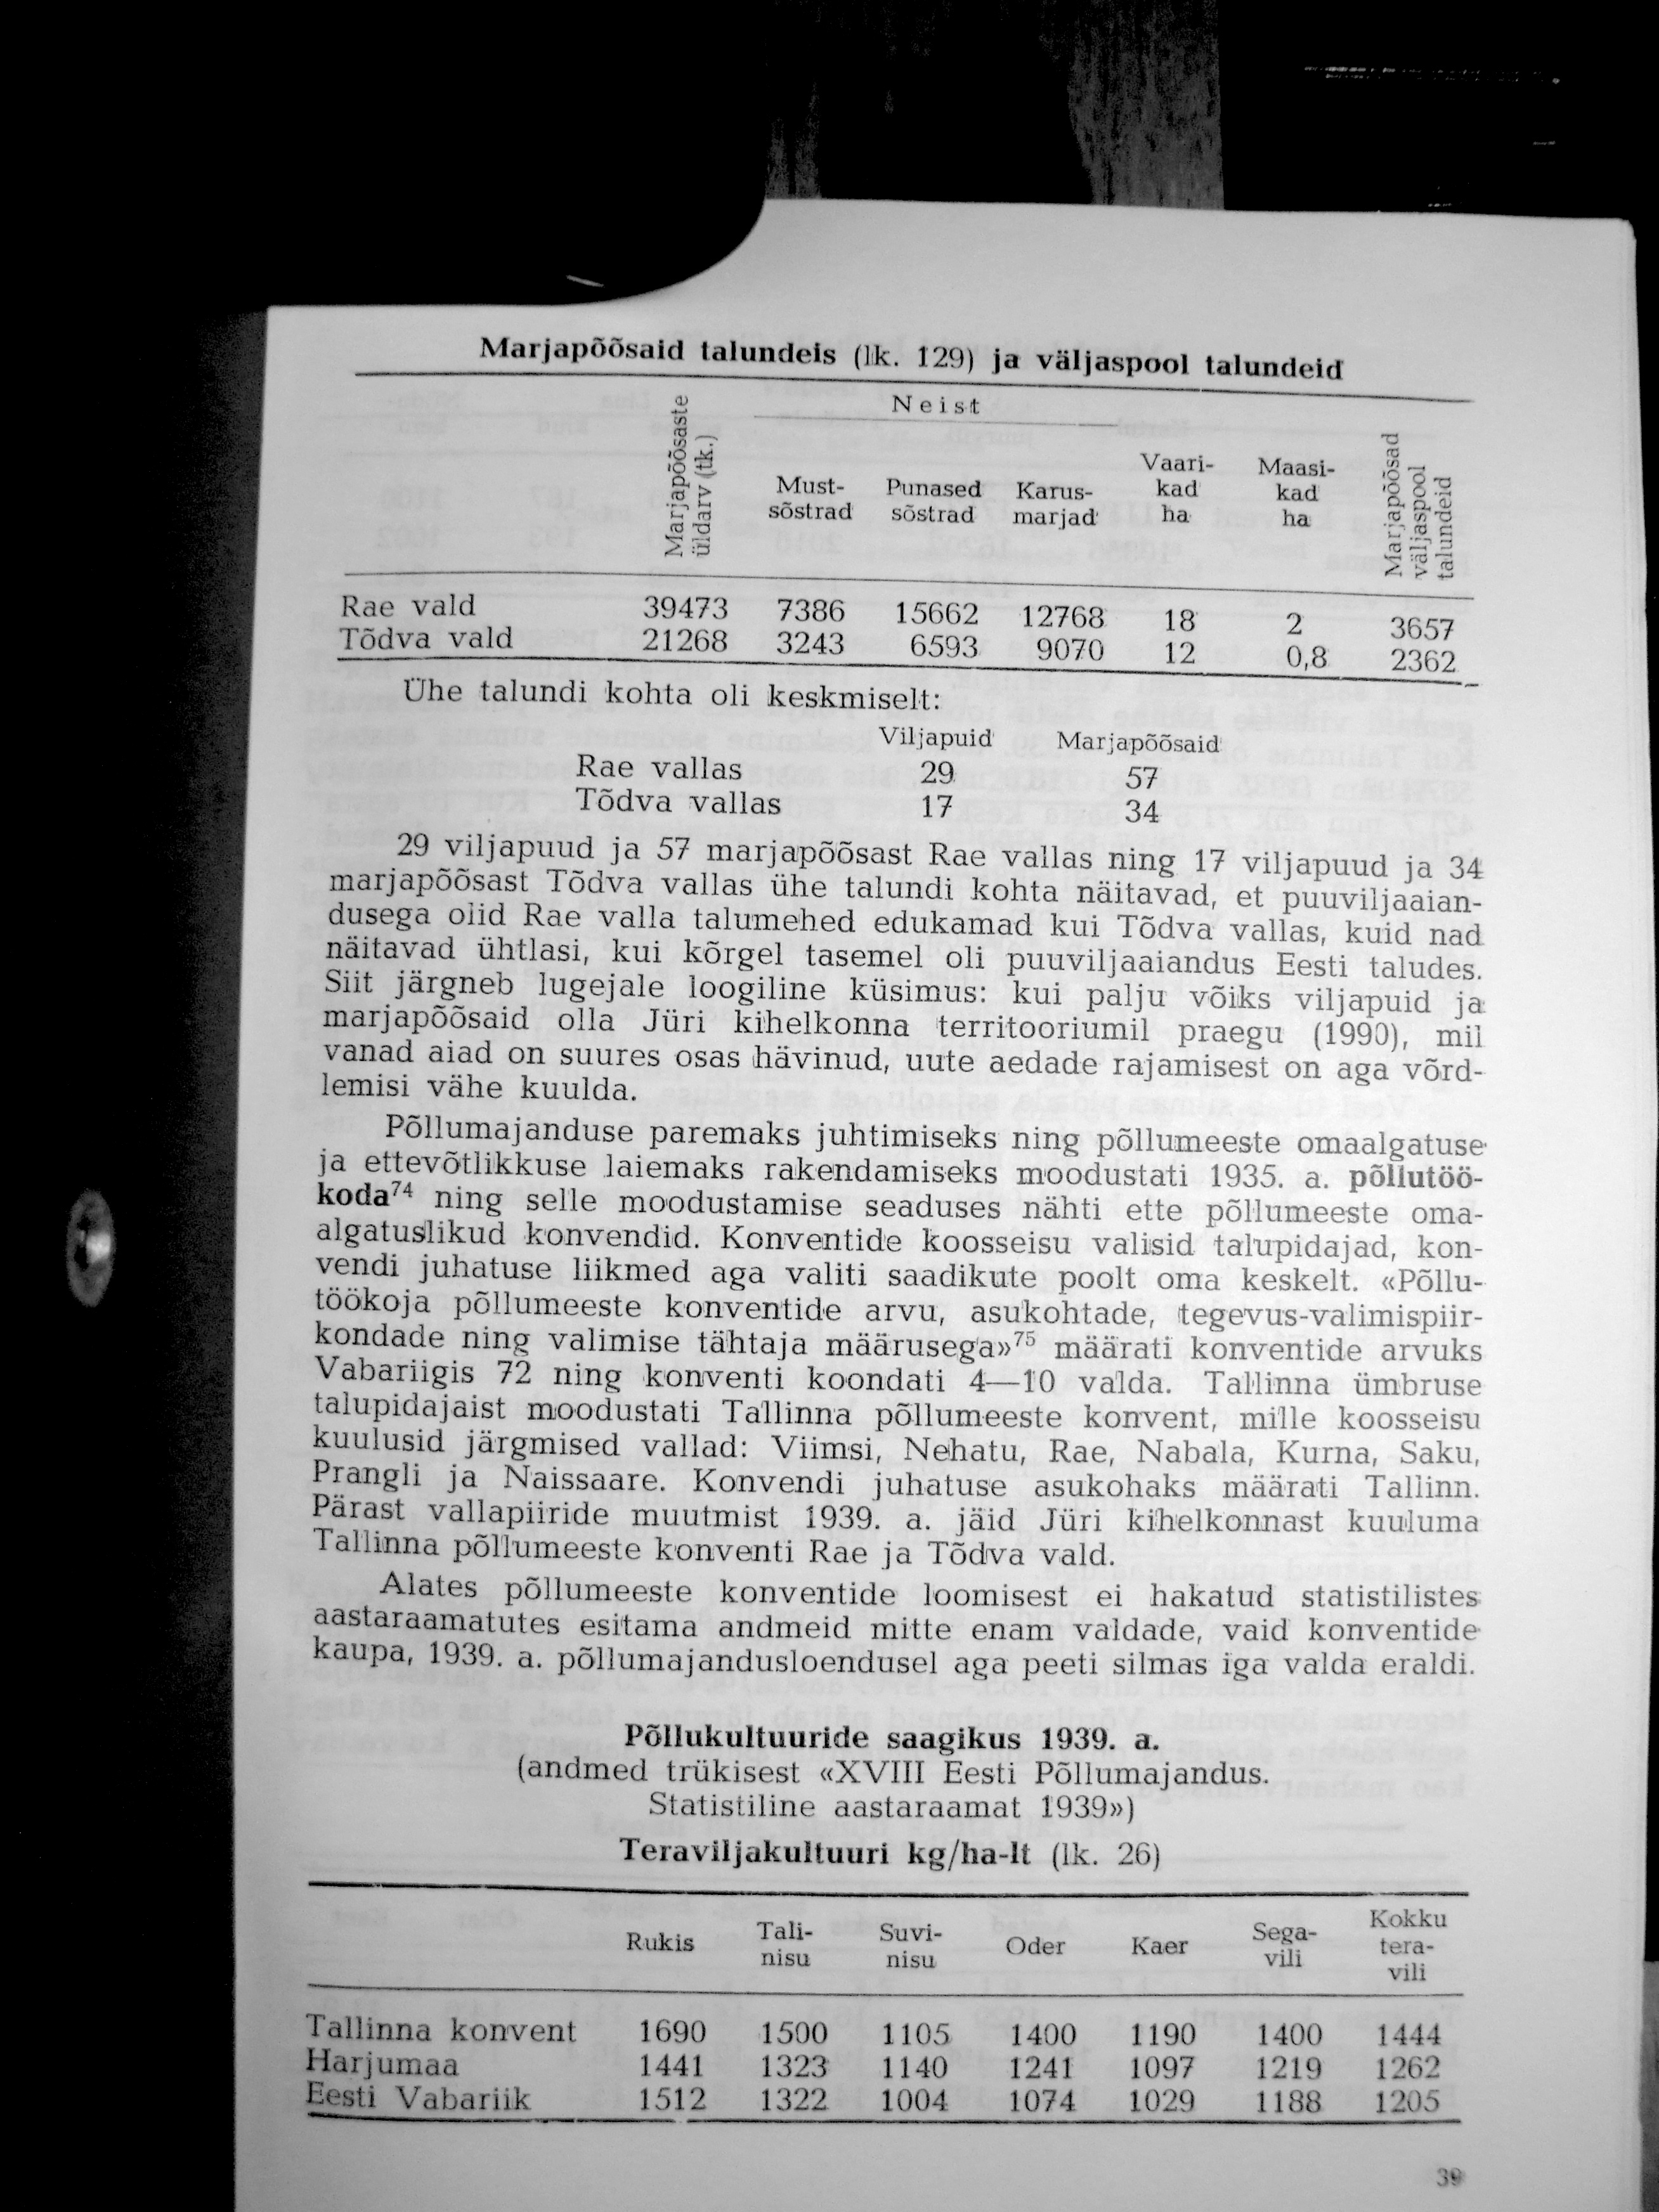 Marjapõõsaid talundeis (lk. 129) ja väljaspool talundeid
Marjapõõsaste
üldarv (tk.)
Neist
Must-
sõstrad
Punased
sõstrad
Karus-
marjad
Vaari-
kad
ha
Maasi-
kad
ha
Marjapõõsad
väljaspool
talundeid
Rae vald 39473 7386 15662 12768 18 2 3657
Tõdva vald 21268 3243 6593 9070 12 0,8 2362
Ühe talundi kohta oli keskmiselt:
Viljapuid Marjapõõsaid
Rae vallas 29 57
Tõdva vallas 17 34
29 viljapuud ja 57 marjapõõsast Rae vallas ning 17 viljapuud ja 34
marjapõõsast Tõdva vallas ühe talundi kohta näitavad, et puuviljaaian-
dusega olid Rae valla talumehed edukamad kui Tõdva vallas, kuid nad
näitavad ühtlasi, kui kõrgel tasemel oli puuviljaaiandus Eesti taludes.
Siit järgneb lugejale loogiline küsimus: kui palju võiks viljapuid ja
marjapõõsaid olla Jüri kihelkonna territooriumil praegu (1990), mil
vanad aiad on suures osas hävinud, uute aedade rajamisest on aga võrd-
lemisi vähe kuulda.
Põllumajanduse paremaks juhtimiseks ning põllumeeste omaalgatuse
ja ettevõtlikkuse laiemaks rakendamiseks moodustati 1935. a. põllutöö-
koda⁷⁴ ning selle moodustamise seaduses nähti ette põllumeeste oma-
algatuslikud konvendid. Konventide koosseisu valisid talupidajad, kon-
vendi juhatuse liikmed aga valiti saadikute poolt oma keskelt. «Põllu-
töökoja põllumeeste konventide arvu, asukohtade, tegevus-valimispiir-
kondade ning valimise tähtaja määrusega»⁷⁵ määrati konventide arvuks
Vabariigis 72 ning konventi koondati 4—10 valda. Tallinna ümbruse
talupidajaist moodustati Tallinna põllumeeste konvent, mille koosseisu
kuulusid järgmised vallad: Viimsi, Nehatu, Rae, Nabala, Kurna, Saku,
Prangli ja Naissaare. Konvendi juhatuse asukohaks määrati Tallinn.
Pärast vallapiiride muutmist 1939. a. jäid Jüri kihelkonnast kuuluma
Tallinna põllumeeste konventi Rae ja Tõdva vald.
Alates põllumeeste konventide loomisest ei hakatud statistilistes
aastaraamatutes esitama andmeid mitte enam valdade, vaid konventide
kaupa, 1939. a. põllumajandusloendusel aga peeti silmas iga valda eraldi.
Põllukultuuride saagikus 1939. a.
(andmed trükisest «XVIII Eesti Põllumajandus.
Statistiline aastaraamat 1939»)
Teraviljakultuuri kg/ha-lt (lk. 26)
Rukis
Tali-
nisu
Suvi-
nisu
Oder
Kaer
Sega-
vili
Kokku
tera-
vili
Tallinna konvent 1690 1500 1105 1400 1190 1400 1444
Harjumaa 1441 1323 1140 1241 1097 1219 1262
Eesti Vabariik 1512 1322 1004 1074 1029 1188 1205
39